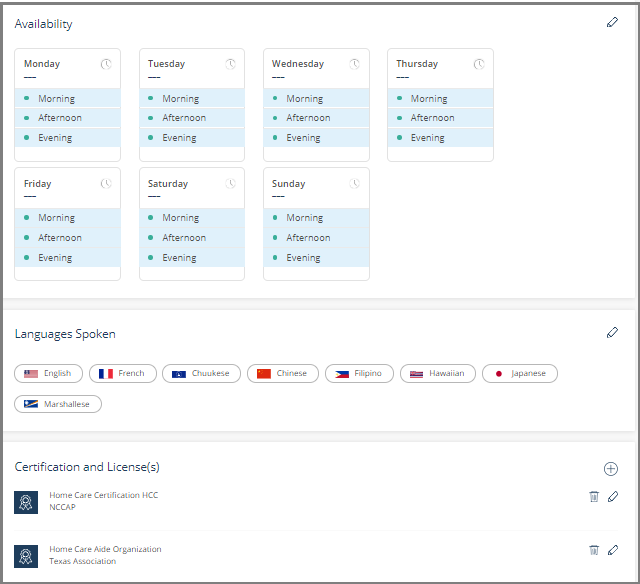 Availability
Monday
Tuesday
Wednesday
Thursday
Morning
Morning
Morning
Morning
Afternoon
Afternoon
Afternoon
Afternoon
Evening
Evening
Evening
Evening
Friday
Saturday
Sunday
Morning
Morning
Morning
Afternoon
Afternoon
Afternoon
Evening
Evening
Evening
Languages Spoken
English
French
Chuukese
Chinese
Filipino
Hawaiian
Japanese
Marshallese
Certification and License(s)
Home Care Certification HCC
NCCAP
Home Care Aide Organization
Texas Association